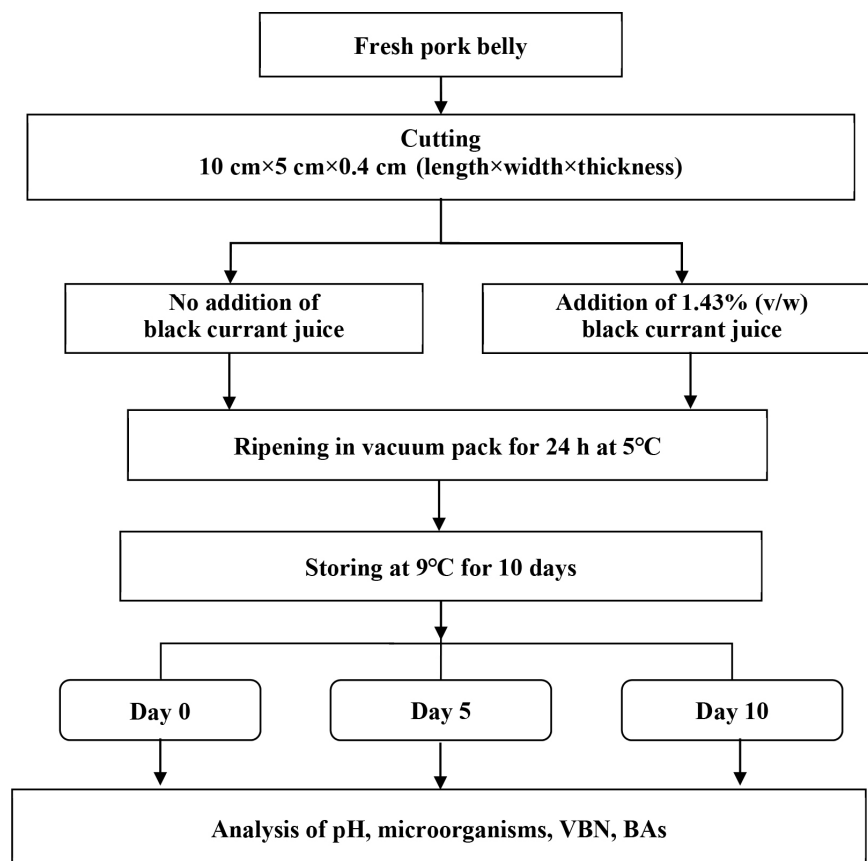 Fresh pork belly
Cutting
10 cm×5 cm×0.4 cm (length×width×thickness)
No addition of
black currant juice
Addition of 1.43% (v/w)
black currant juice
Ripening in vacuum pack for 24 h at 5℃
Storing at 9℃ for 10 days
Day 0
Day 5
Day 10
Analysis of pH, microorganisms, VBN, BAs